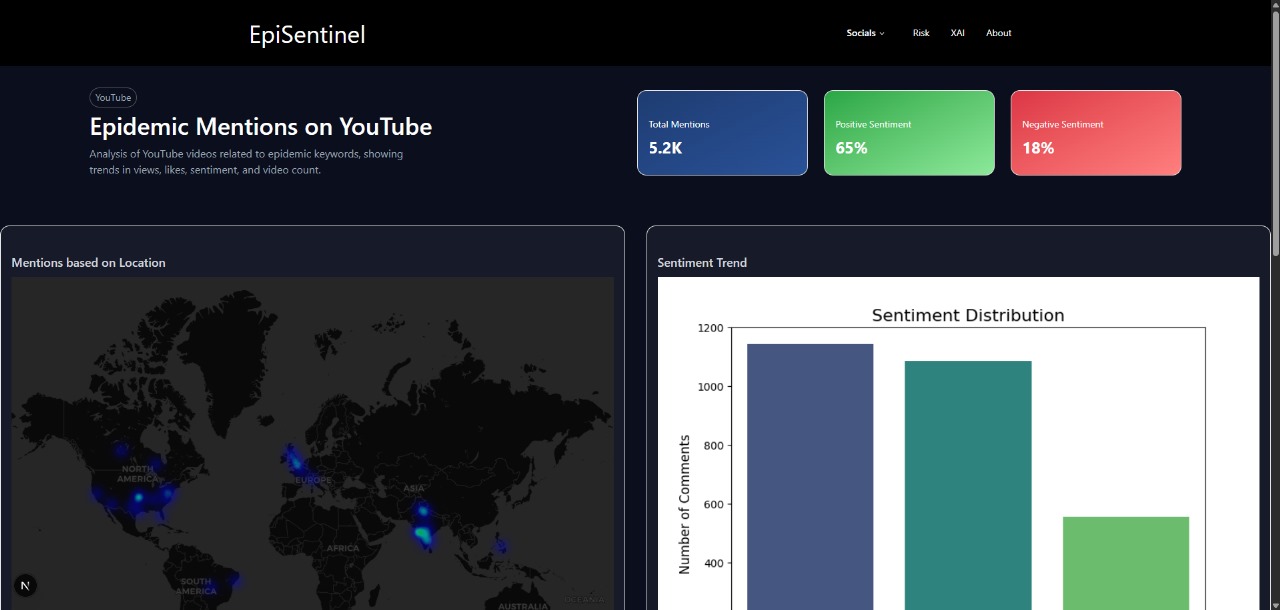 EpiSentinel
Socials
Risk
XAI
About
YouTube
Epidemic Mentions on YouTube
Analysis of YouTube videos related to epidemic keywords, showing
trends in views, likes, sentiment, and video count.
Total Mentions
5.2K
Positive Sentiment
65%
Negative Sentiment
18%
Mentions based on Location
NORTH
AMERICA
EUROPE
ASIA
AFRICA
SOUTH
AMERICA
OCEANIA
AUSTRALIA
N
Sentiment Trend
Sentiment Distribution
Number of Comments
1200
1000
800
600
400